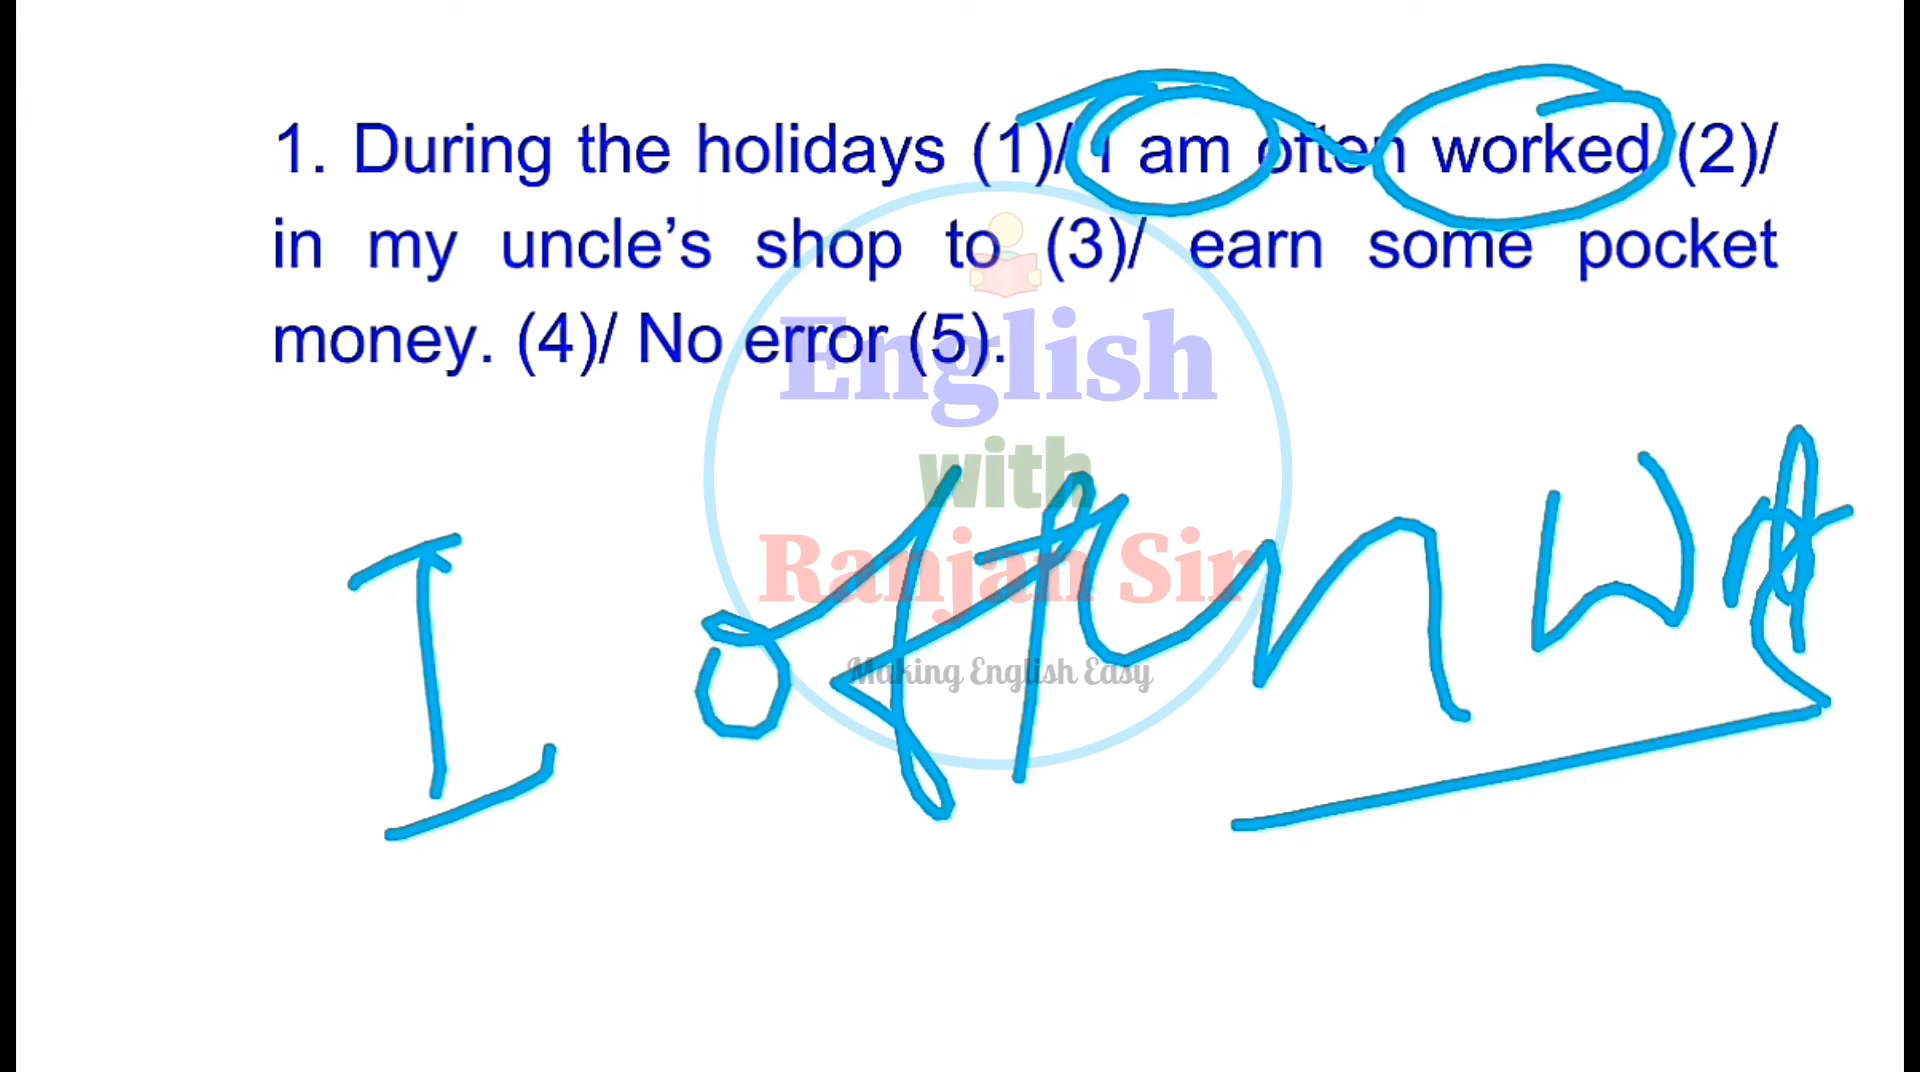 1. During the holidays (1)/ I am often worked (2)/
in my uncle's shop to (3)/ earn some pocket
money. (4)/ No error (5).
English
with
Ranjan Sir
Making English Easy
I often